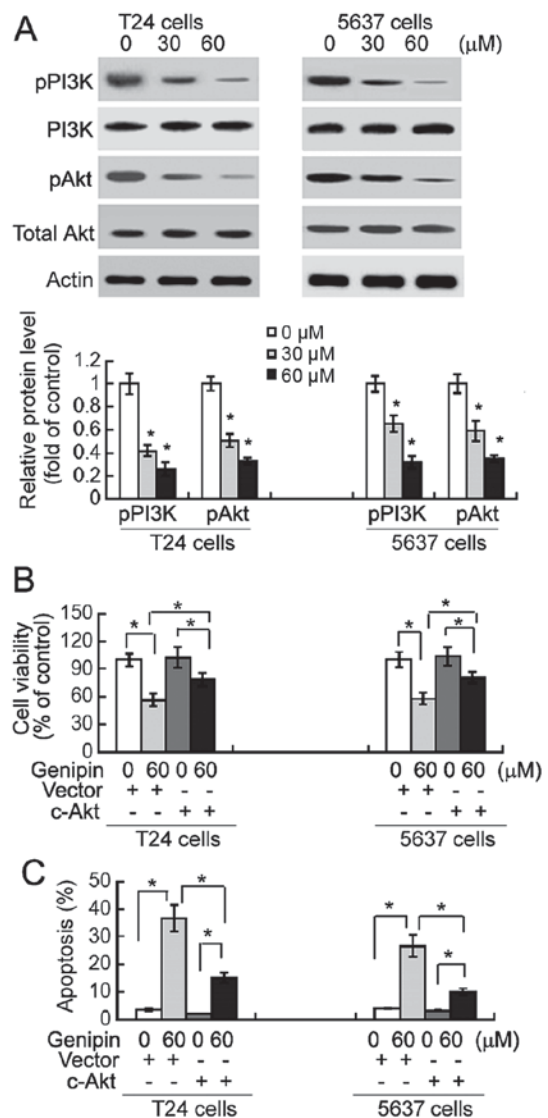 A
T24 cells 5637 cells
0 30 60 0 30 60 (μM)
pPI3K
PI3K
pAkt
Total Akt
Actin
Relative protein level
(fold of control)
1.2
1
0.8
0.6
0.4
0.2
0
0 μM
30 μM
60 μM
* * * * * * * *
pPI3K pAkt pPI3K pAkt
T24 cells 5637 cells
B
Cell viability
(% of control)
150
120
90
60
30
0
* * * * * *
Genipin 0 60 0 60 0 60 0 60 (μM)
Vector + + - - + + - -
c-Akt - - + + - - + +
T24 cells 5637 cells
C
Apoptosis (%)
50
40
30
20
10
0
* * * * * *
Genipin 0 60 0 60 0 60 0 60 (μM)
Vector + + - - + + - -
c-Akt - - + + - - + +
T24 cells 5637 cells